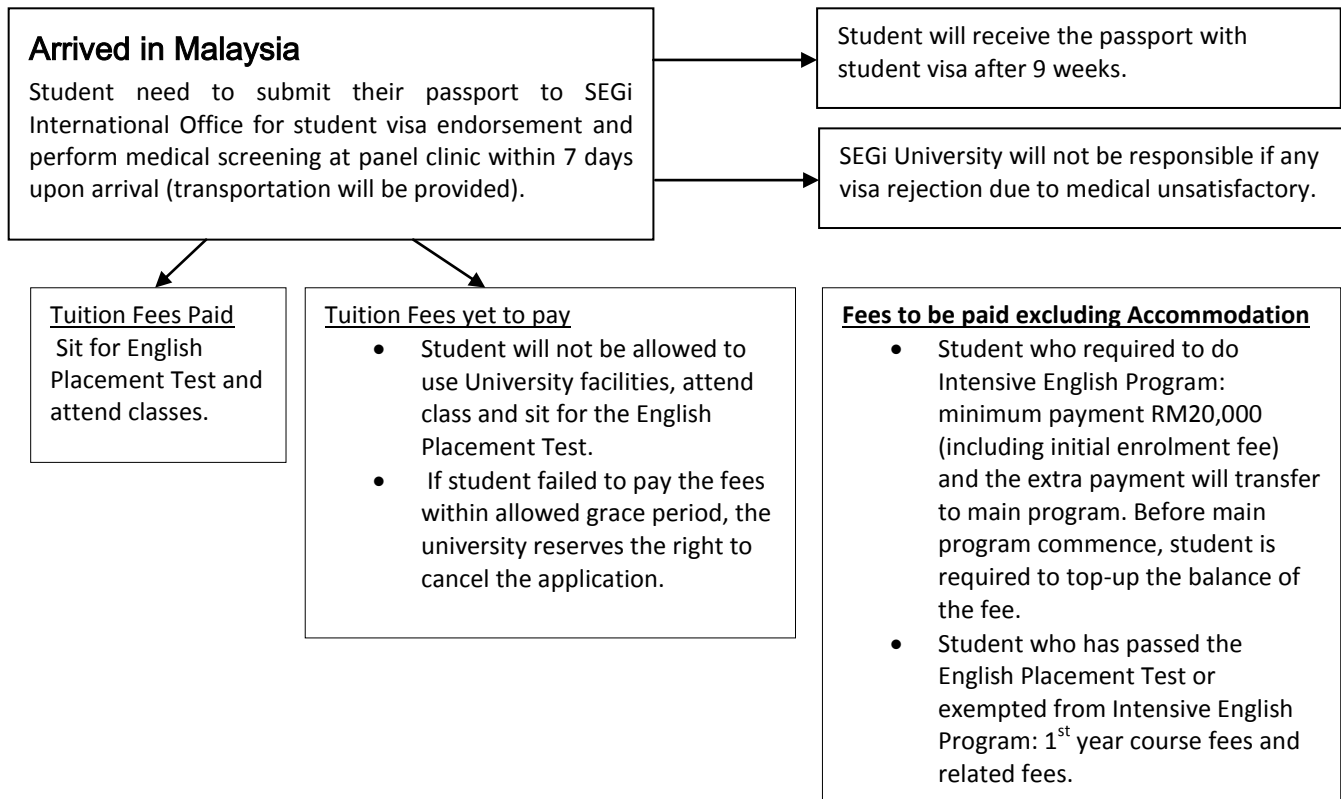 Arrived in Malaysia
Student need to submit their passport to SEGi
International Office for student visa endorsement and
perform medical screening at panel clinic within 7 days
upon arrival (transportation will be provided).
Student will receive the passport with
student visa after 9 weeks.
SEGi University will not be responsible if any
visa rejection due to medical unsatisfactory.
Tuition Fees Paid
Sit for English
Placement Test and
attend classes.
Tuition Fees yet to pay
• Student will not be allowed to
use University facilities, attend
class and sit for the English
Placement Test.
• If student failed to pay the fees
within allowed grace period, the
university reserves the right to
cancel the application.
Fees to be paid excluding Accommodation
• Student who required to do
Intensive English Program:
minimum payment RM20,000
(including initial enrolment fee)
and the extra payment will transfer
to main program. Before main
program commence, student is
required to top-up the balance of
the fee.
• Student who has passed the
English Placement Test or
exempted from Intensive English
Program: 1st year course fees and
related fees.